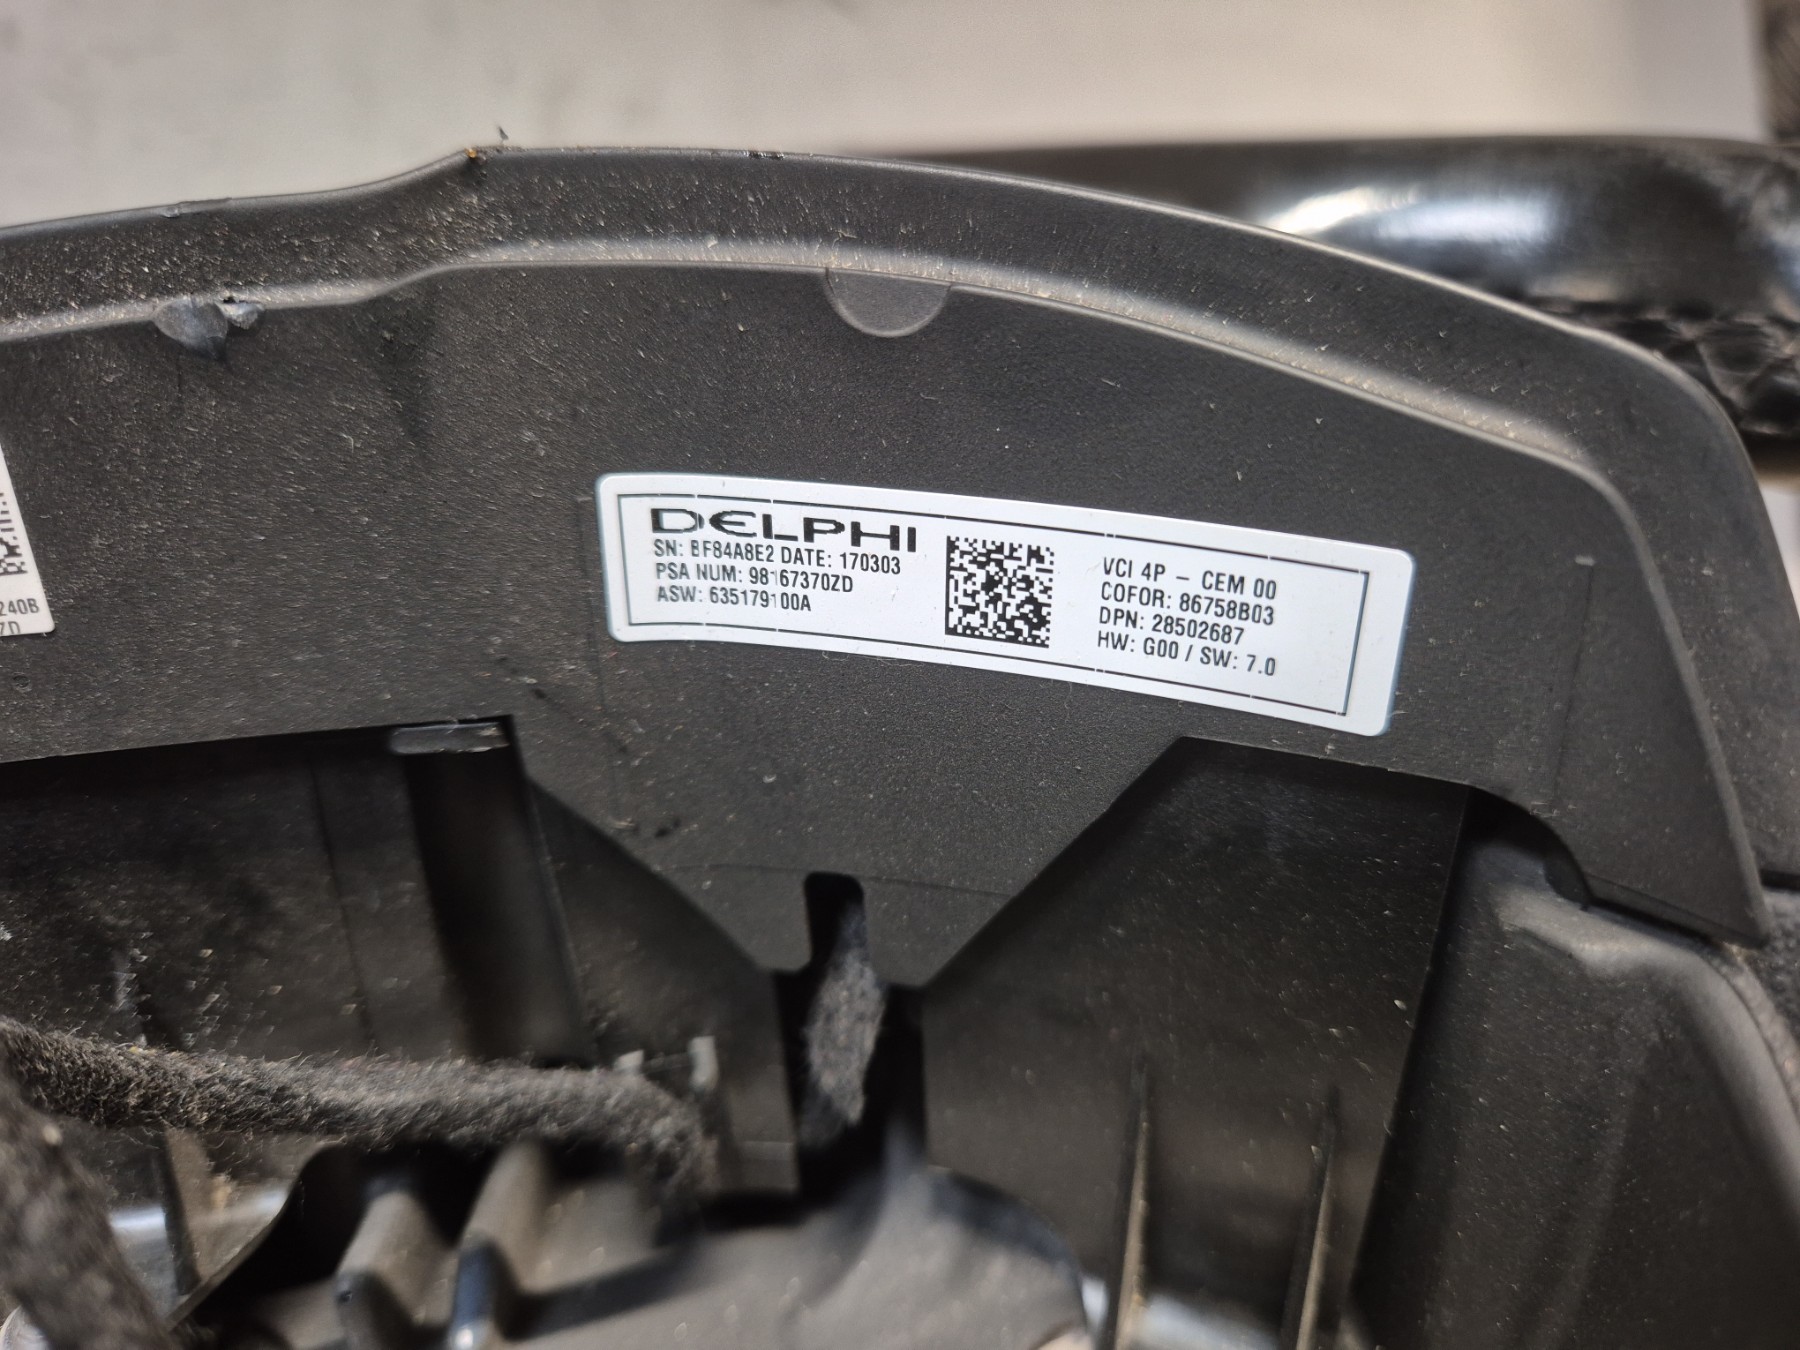 240B
7D
DELPHI
SN: BF84A8E2 DATE: 170303
PSA NUM: 98167370ZD
ASW: 635179100A
VCI 4P - CEM 00
COFOR: 86758B03
DPN: 28502687
HW: G00 / SW: 7.0